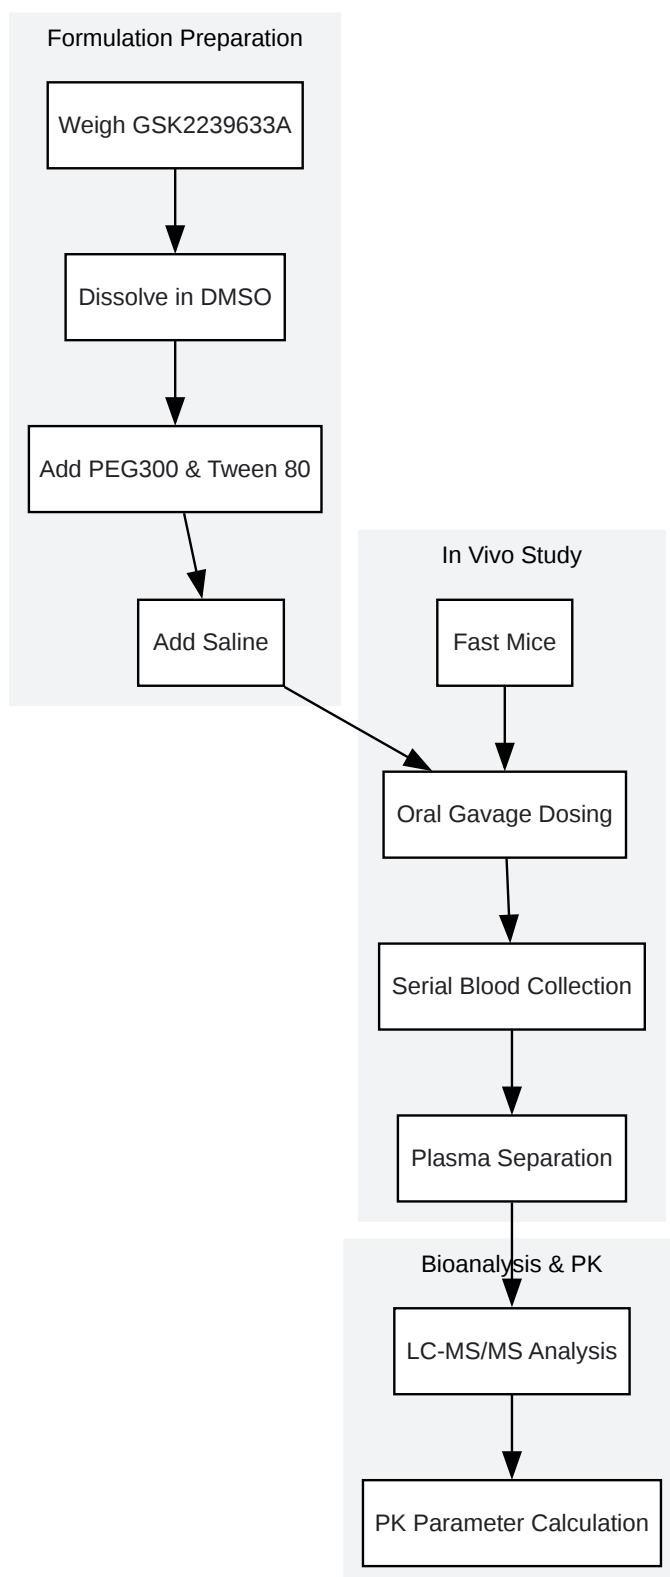 Formulation Preparation
Weigh GSK2239633A
Dissolve in DMSO
Add PEG300 & Tween 80
Add Saline
In Vivo Study
Fast Mice
Oral Gavage Dosing
Serial Blood Collection
Plasma Separation
Bioanalysis & PK
LC-MS/MS Analysis
PK Parameter Calculation